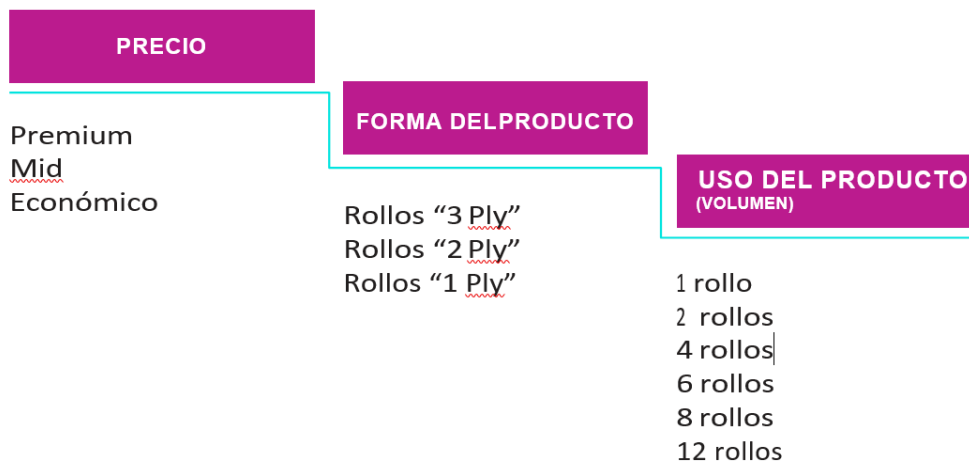 PRECIO
Premium
Mid
Económico
FORMA DELPRODUCTO
Rollos “3 Ply”
Rollos “2 Ply”
Rollos “1 Ply”
USO DEL PRODUCTO
(VOLUMEN)
1 rollo
2 rollos
4 rollos
6 rollos
8 rollos
12 rollos